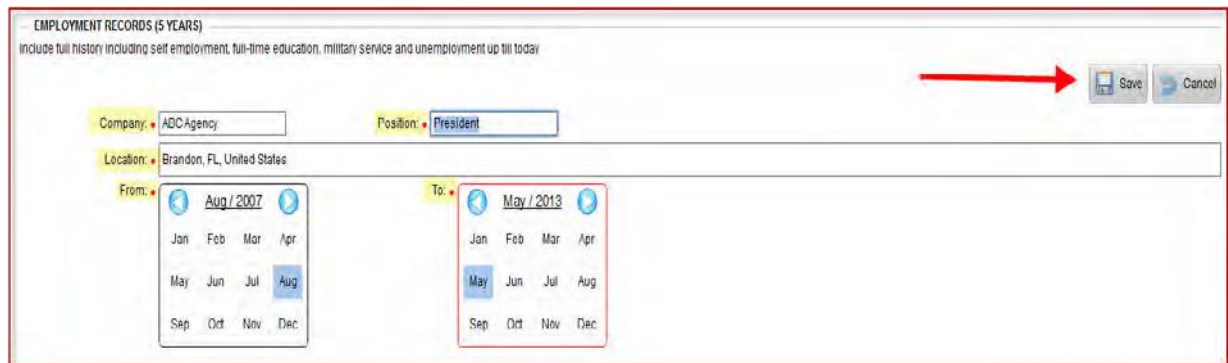 EMPLOYMENT RECORDS (5 YEARS)
Include full history including self employment, full-time education, military service and unemployment up till today
Save Cancel
Company: • ABC Agency Position: • President
Location: • Brandon, FL, United States
From: • Aug / 2007 To: • May / 2013
Jan Feb Mar Apr Jan Feb Mar Apr
May Jun Jul Aug May Jun Jul Aug
Sep Oct Nov Dec Sep Oct Nov Dec